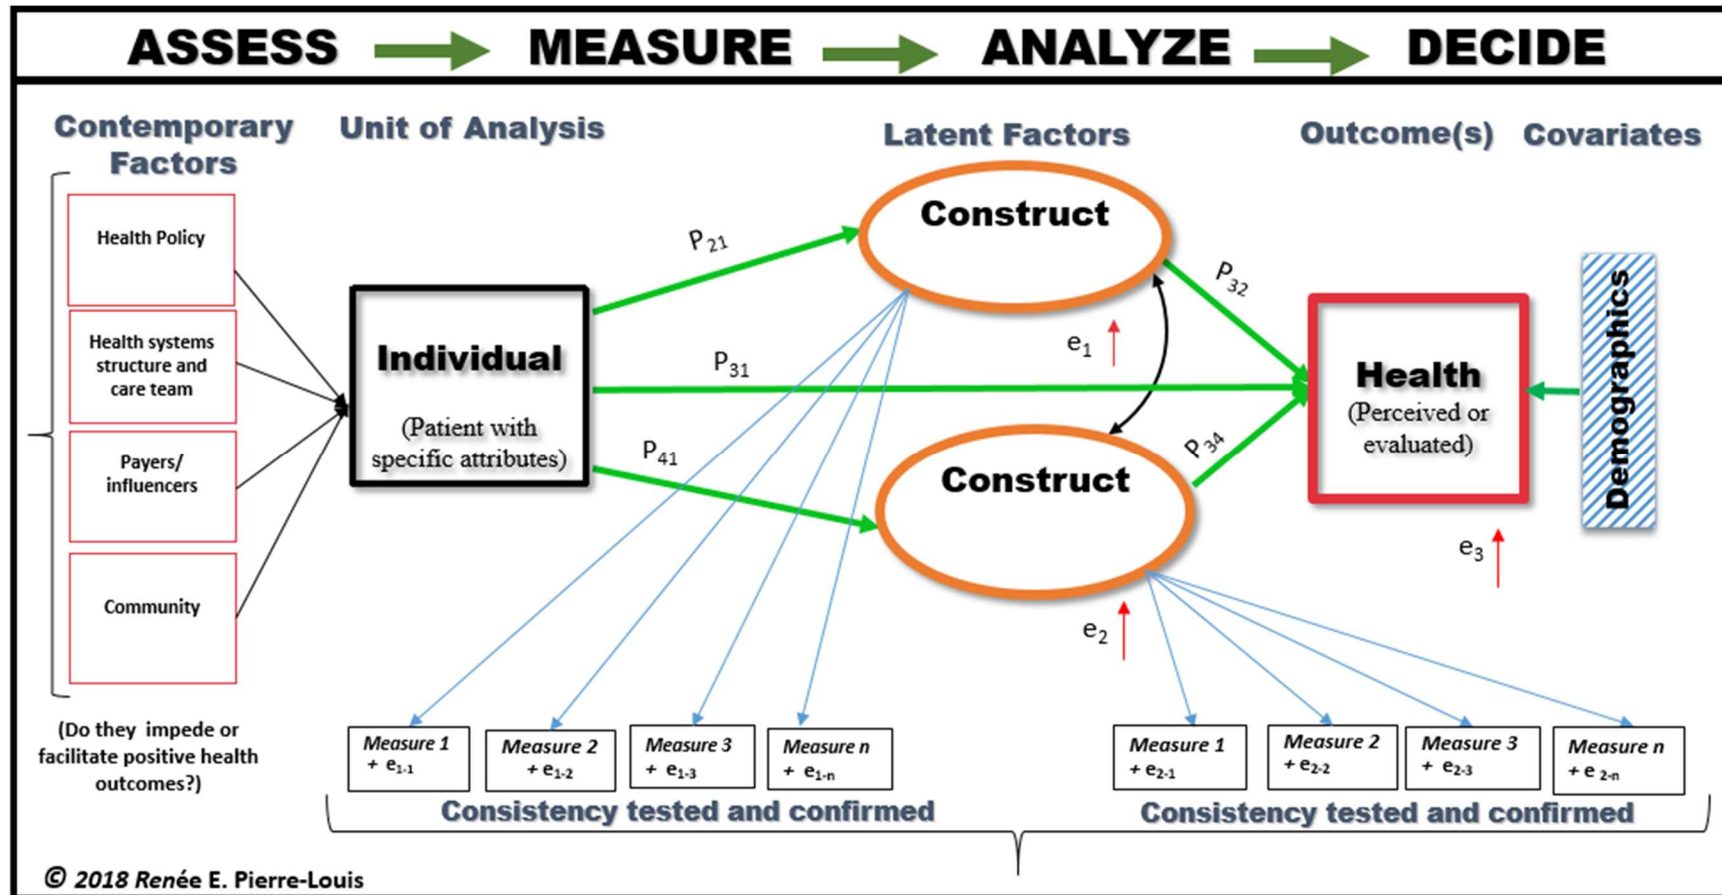 ASSESS MEASURE ANALYZE DECIDE
Contemporary
Factors
Unit of Analysis
Latent Factors
Outcome(s)
Covariates
Health Policy
Health systems
structure and
care team
Payers/
influencers
Community
(Do they impede or
facilitate positive health
outcomes?)
Individual
(Patient with
specific attributes)
P21
P31
P41
Construct
e1
P32
Construct
e2
P34
Health
(Perceived or
evaluated)
e3
Demographics
Measure 1
+ e1-1
Measure 2
+ e1-2
Measure 3
+ e1-3
Measure n
+ e1-n
Measure 1
+ e2-1
Measure 2
+ e2-2
Measure 3
+ e2-3
Measure n
+ e 2-n
Consistency tested and confirmed
Consistency tested and confirmed
© 2018 Renée E. Pierre-Louis